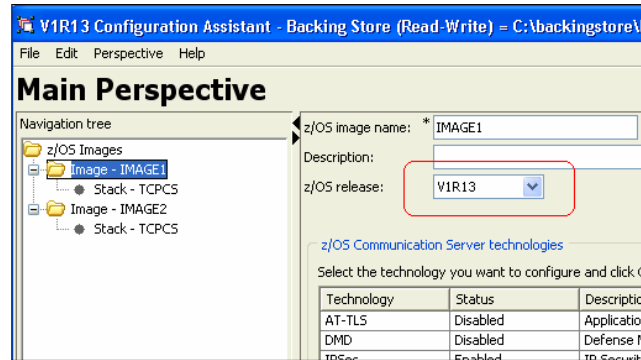 V1R13 Configuration Assistant - Backing Store (Read-Write) = C:\backingstore\
File Edit Perspective Help
Main Perspective
Navigation tree
z/OS Images
Image - IMAGE1
Stack - TCPCS
Image - IMAGE2
Stack - TCPCS
z/OS image name: * IMAGE1
Description:
z/OS release: V1R13
z/OS Communication Server technologies
Select the technology you want to configure and click
Technology Status Descriptio
AT-TLS Disabled Applicatio
DMD Disabled Defense
IPSec Enabled IP Securit